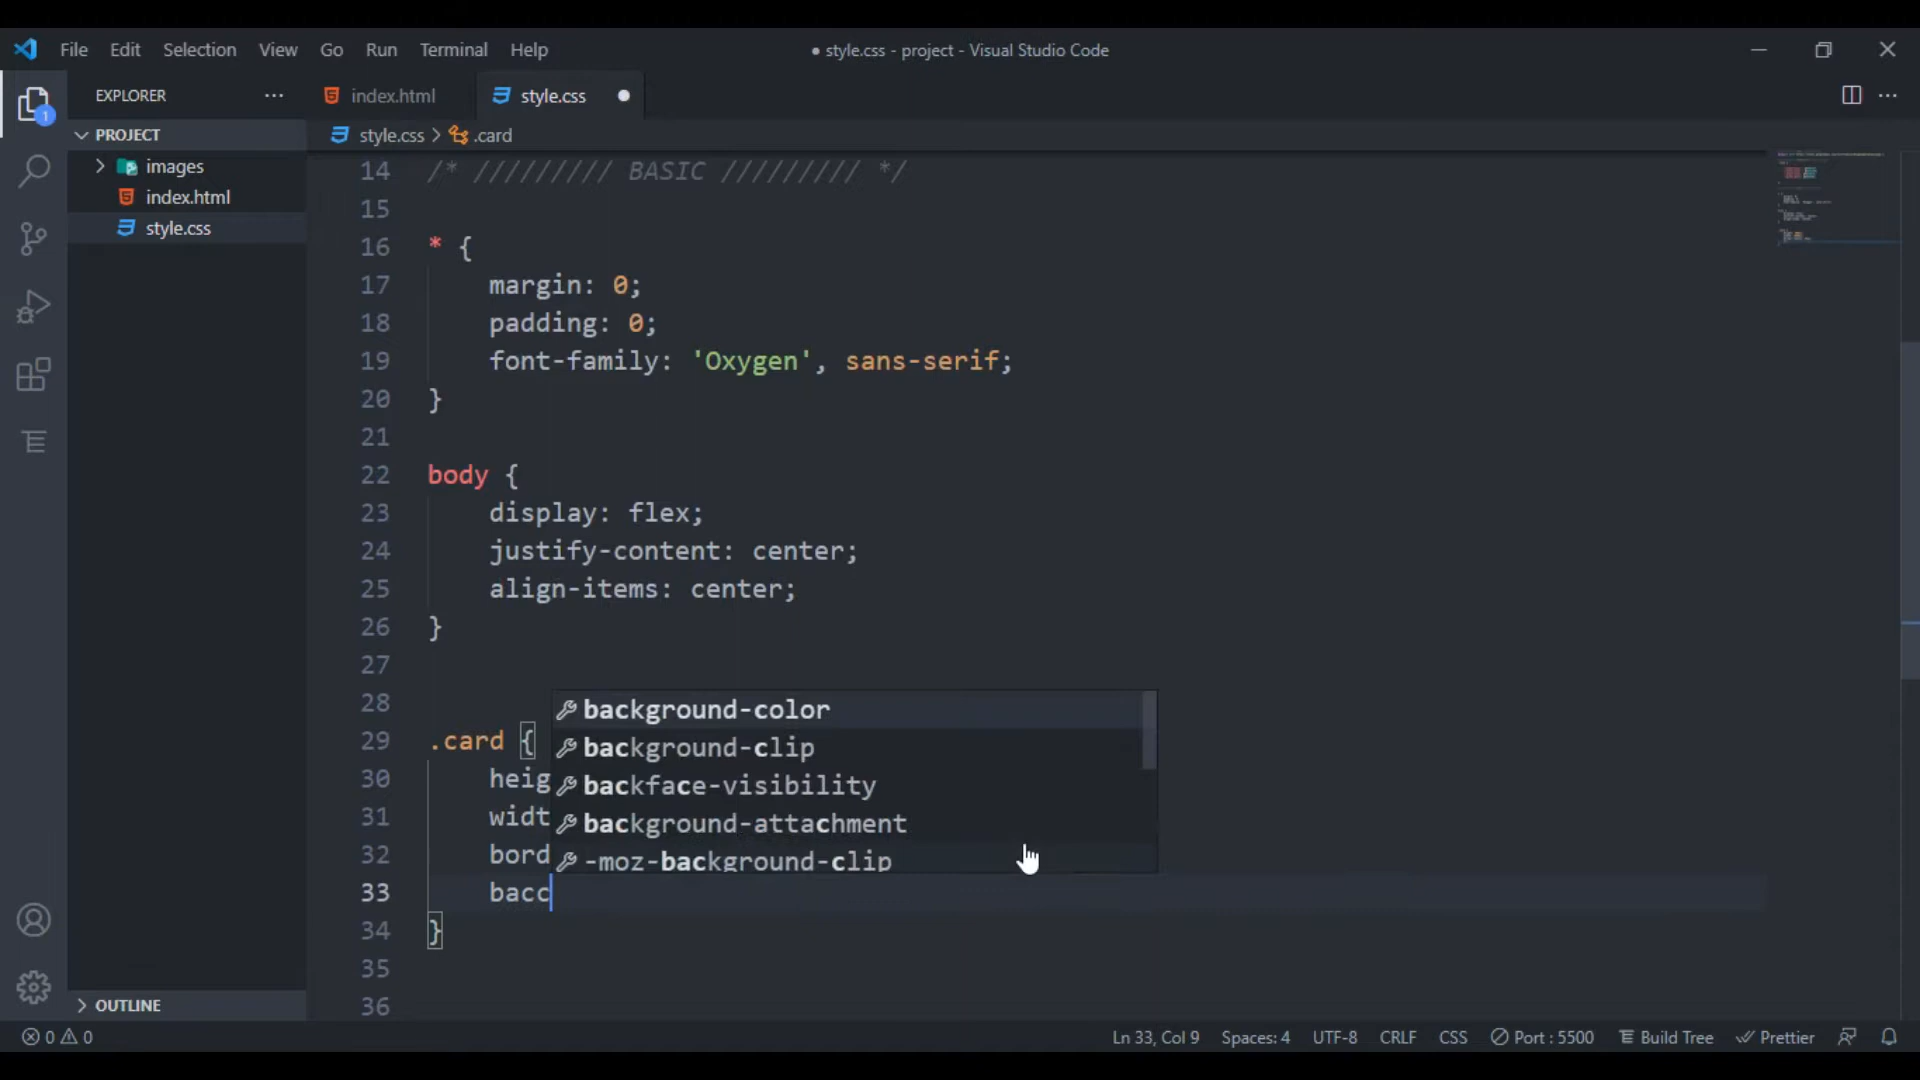 File Edit Selection View Go Run Terminal Help
● style.css - project - Visual Studio Code
EXPLORER ···
1
PROJECT
images
index.html
style.css
OUTLINE
index.html
style.css ●
style.css > .card
14 /* ///////// BASIC ///////// */
15
16 * {
17 margin: 0;
18 padding: 0;
19 font-family: 'Oxygen', sans-serif;
20 }
21
22 body {
23 display: flex;
24 justify-content: center;
25 align-items: center;
26 }
27
28
29 .card {
30 heig
31 widt
32 bord
33 bacc
34 }
35
36
background-color
background-clip
backface-visibility
background-attachment
-moz-background-clip
0 0
Ln 33, Col 9 Spaces: 4 UTF-8 CRLF CSS Port : 5500 Build Tree Prettier